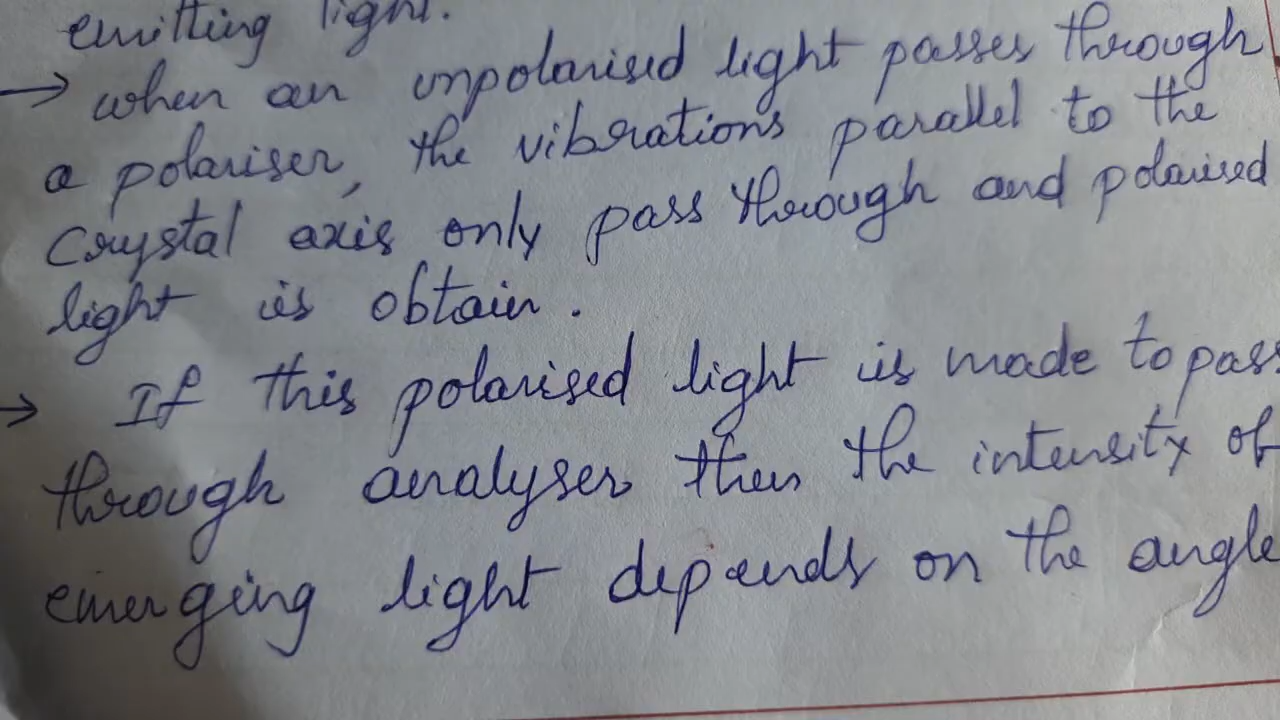 emitting light.
→ when an unpolarised light passes through
a polariser, the vibrations parallel to the
crystal axis only pass through and polarised
light is obtain.
→ If this polarised light is made to pass
through analyser then the intensity of
emerging light depends on the angle